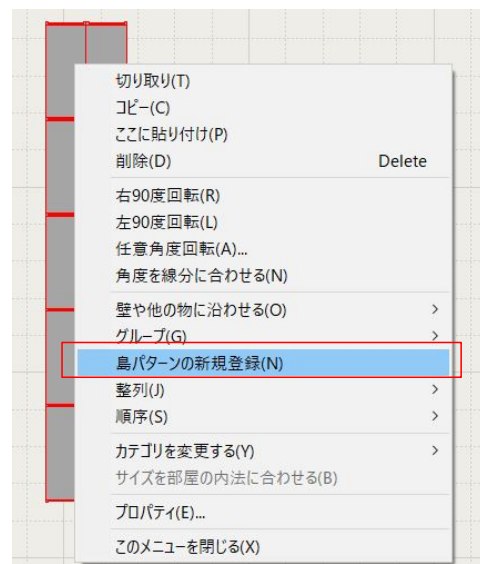 切り取り(T)
コピー(C)
ここに貼り付け(P)
削除(D) Delete
右90度回転(R)
左90度回転(L)
任意角度回転(A)...
角度を線分に合わせる(N)
壁や他の物に沿わせる(O) >
グループ(G) >
島パターンの新規登録(N)
整列(J) >
順序(S) >
カテゴリを変更する(Y) >
サイズを部屋の内法に合わせる(B)
プロパティ(E)...
このメニューを閉じる(X)